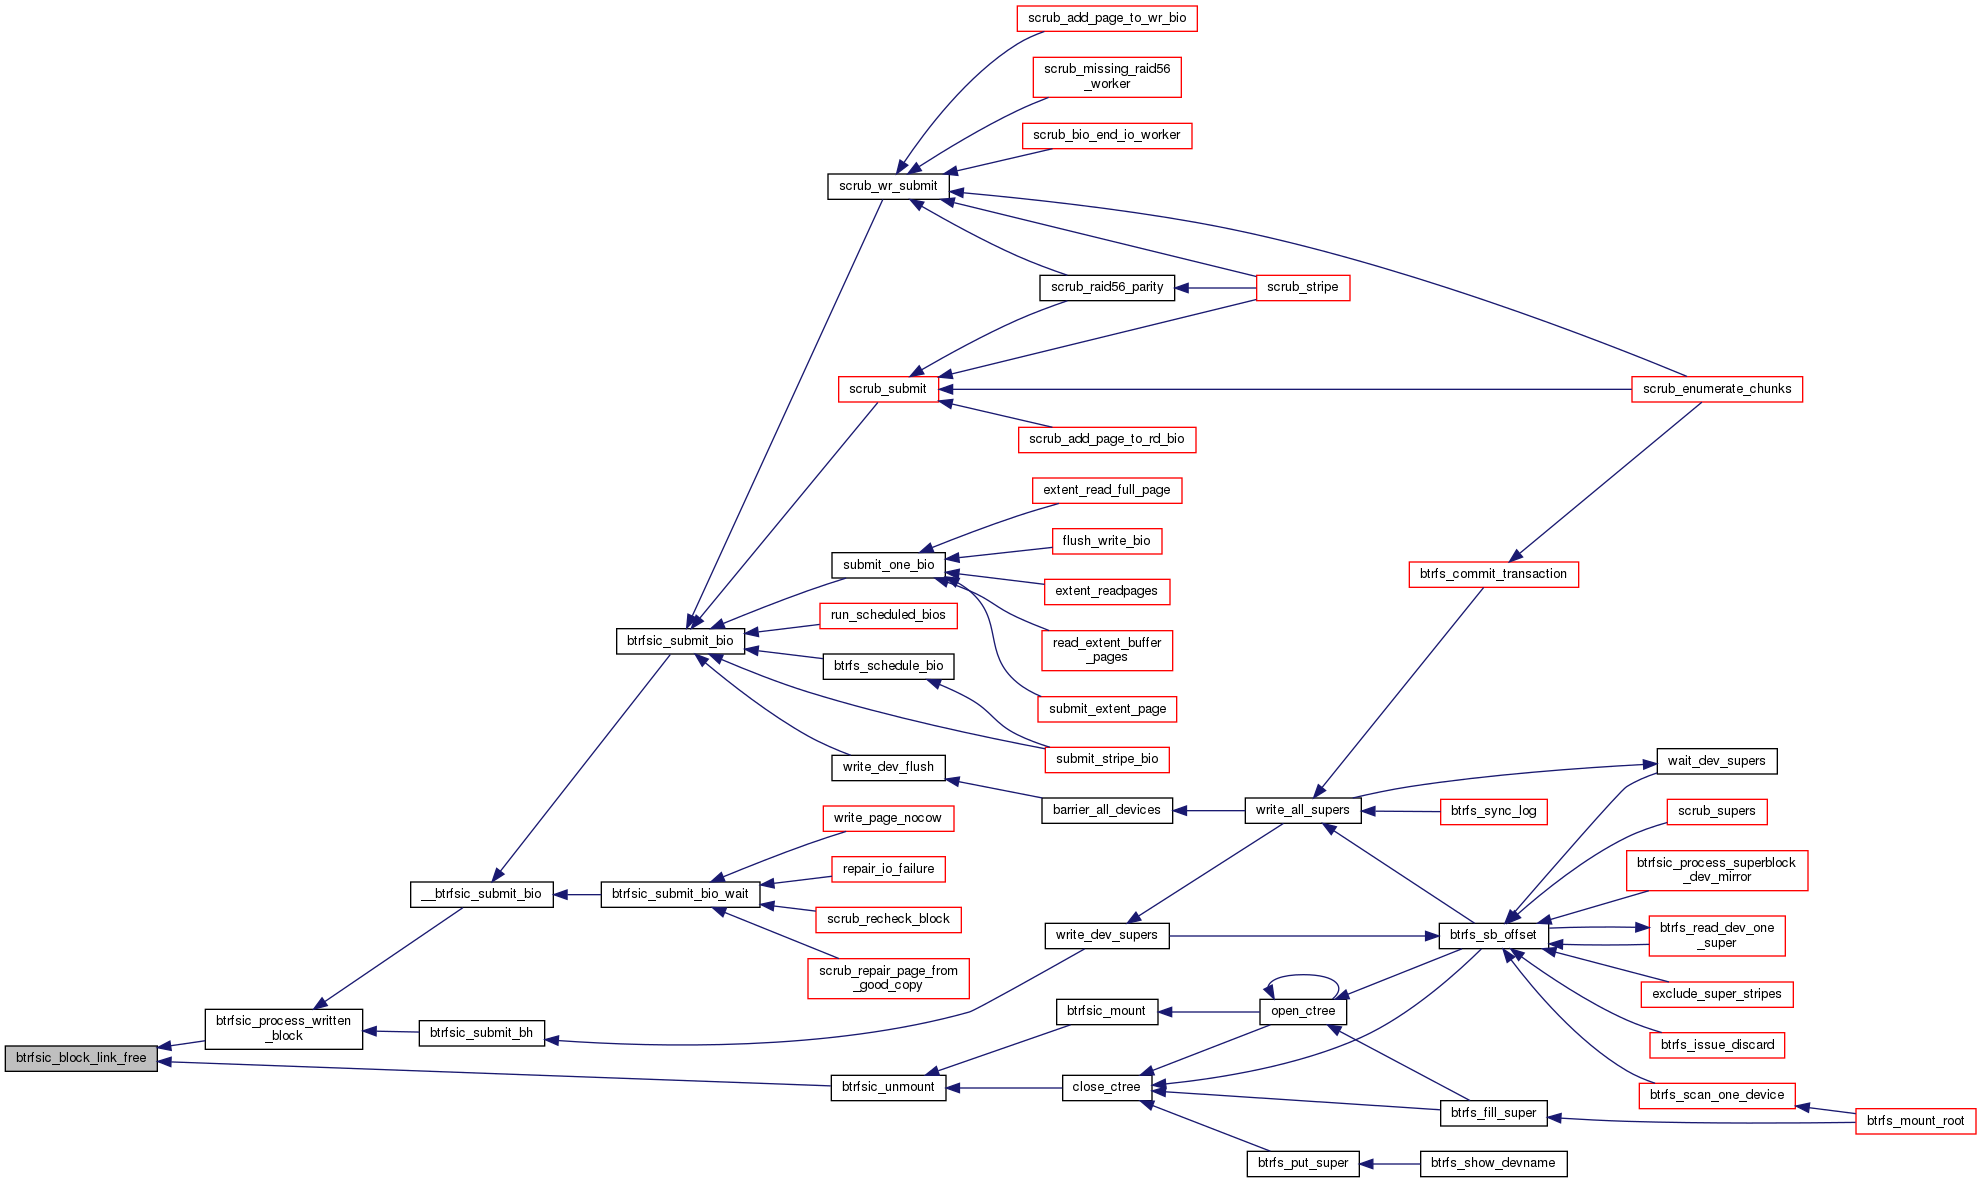 scrub_add_page_to_wr_bio
scrub_missing_raid56
_worker
scrub_bio_end_io_worker
scrub_wr_submit
scrub_raid56_parity
scrub_stripe
scrub_submit
scrub_enumerate_chunks
scrub_add_page_to_rd_bio
extent_read_full_page
flush_write_bio
submit_one_bio
btrfs_commit_transaction
extent_readpages
run_scheduled_bios
btrfsic_submit_bio
read_extent_buffer
_pages
btrfs_schedule_bio
submit_extent_page
submit_stripe_bio
wait_dev_supers
write_dev_flush
barrier_all_devices
write_all_supers
btrfs_sync_log
scrub_supers
write_page_nocow
repair_io_failure
btrfsic_process_superblock
_dev_mirror
__btrfsic_submit_bio
btrfsic_submit_bio_wait
scrub_recheck_block
write_dev_supers
btrfs_sb_offset
btrfs_read_dev_one
_super
scrub_repair_page_from
_good_copy
exclude_super_stripes
btrfsic_mount
open_ctree
btrfsic_process_written
_block
btrfsic_submit_bh
btrfs_issue_discard
btrfsic_block_link_free
btrfsic_unmount
close_ctree
btrfs_scan_one_device
btrfs_fill_super
btrfs_mount_root
btrfs_put_super
btrfs_show_devname